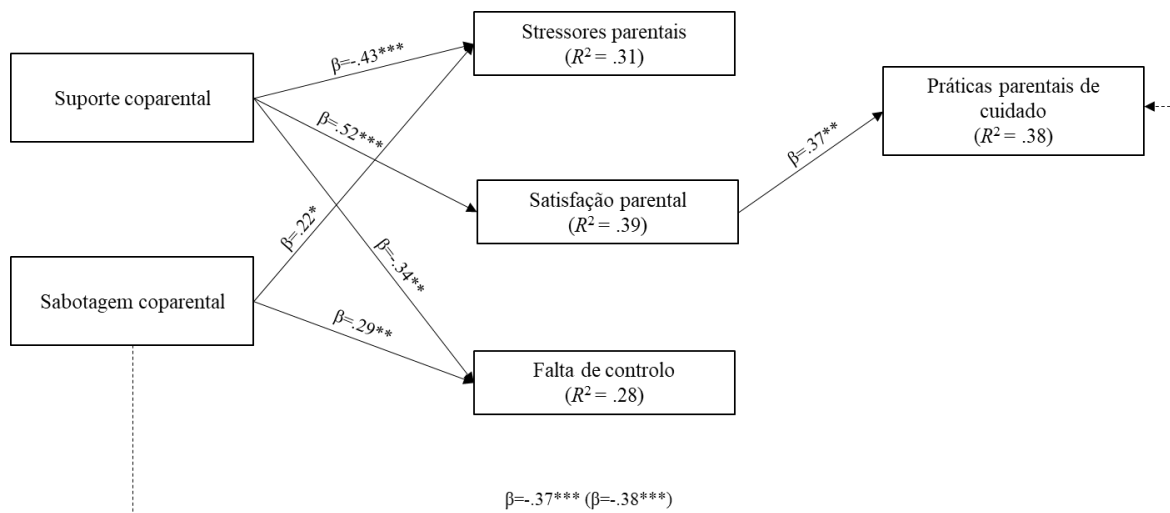 Stressores parentais
(R² = .31)
β=-.43***
Suporte coparental
Práticas parentais de
cuidado
(R² = .38)
β=.52***
β=.37**
Satisfação parental
(R² = .39)
β=.22*
β=-.34**
Sabotagem coparental
β=.29**
Falta de controlo
(R² = .28)
β=-.37*** (β=-.38***)